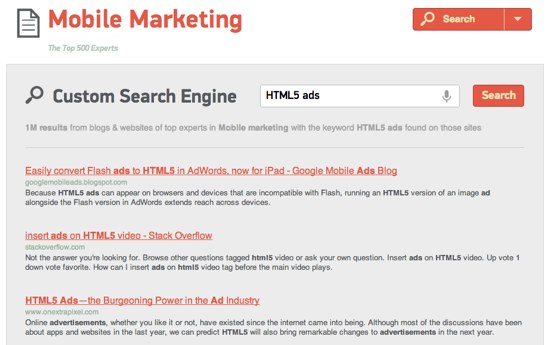 Mobile Marketing
Search
The Top 500 Experts
Custom Search Engine
HTML5 ads
Search
1M results from blogs & websites of top experts in Mobile marketing with the keyword HTML5 ads found on those sites
Easily convert Flash ads to HTML5 in AdWords, now for iPad - Google Mobile Ads Blog
googlemobileads.blogspot.com
Because HTML5 ads can appear on browsers and devices that are incompatible with Flash, running an HTML5 version of an image ad
alongside the Flash version in AdWords extends reach across devices.
insert ads on HTML5 video - Stack Overflow
stackoverflow.com
Not the answer you're looking for. Browse other questions tagged html5 video or ask your own question. Insert ads on HTML5 video. Up vote 1
down vote favorite. How can I insert ads on html5 video tag before the main video plays.
HTML5 Ads—the Burgeoning Power in the Ad Industry
www.onextrapixel.com
Online advertisements, whether you like it or not, have existed since the internet came into being. Although most of the discussions have been
about apps and websites in the last year, we can predict HTML5 will also bring remarkable changes to advertisements in the next year.